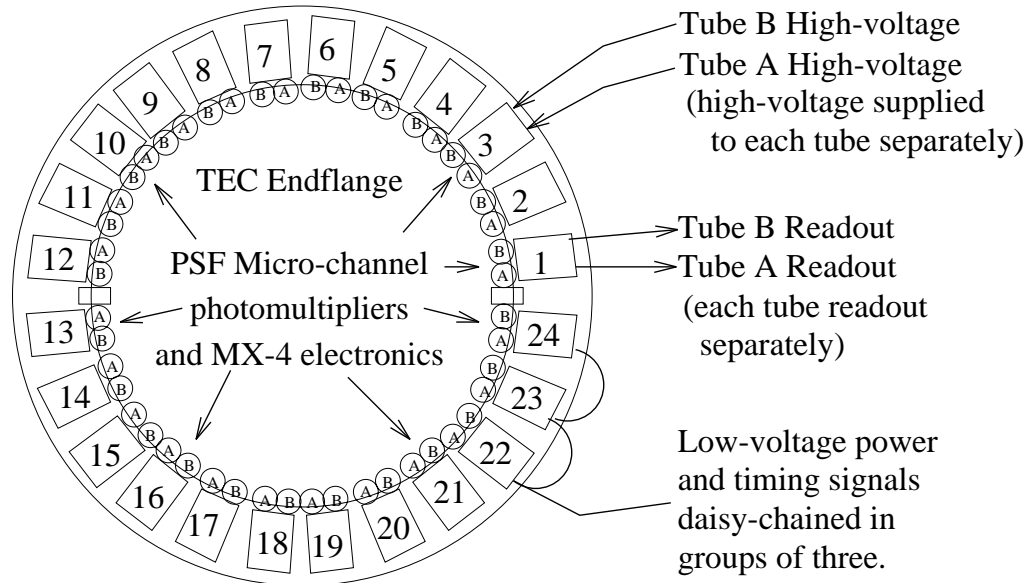 Tube B High-voltage
Tube A High-voltage
(high-voltage supplied
to each tube separately)
TEC Endflange
PSF Micro-channel
photomultipliers
and MX-4 electronics
Tube B Readout
Tube A Readout
(each tube readout
separately)
Low-voltage power
and timing signals
daisy-chained in
groups of three.
1 B A
2 B A
3 B A
4 B A
5 B A
6 B A
7 B A
8 B A
9 B A
10 B A
11 B A
12 B A
13 A B
14 A B
15 A B
16 A B
17 A B
18 A B
19 A B
20 A B
21 A B
22 A B
23 A B
24 A B